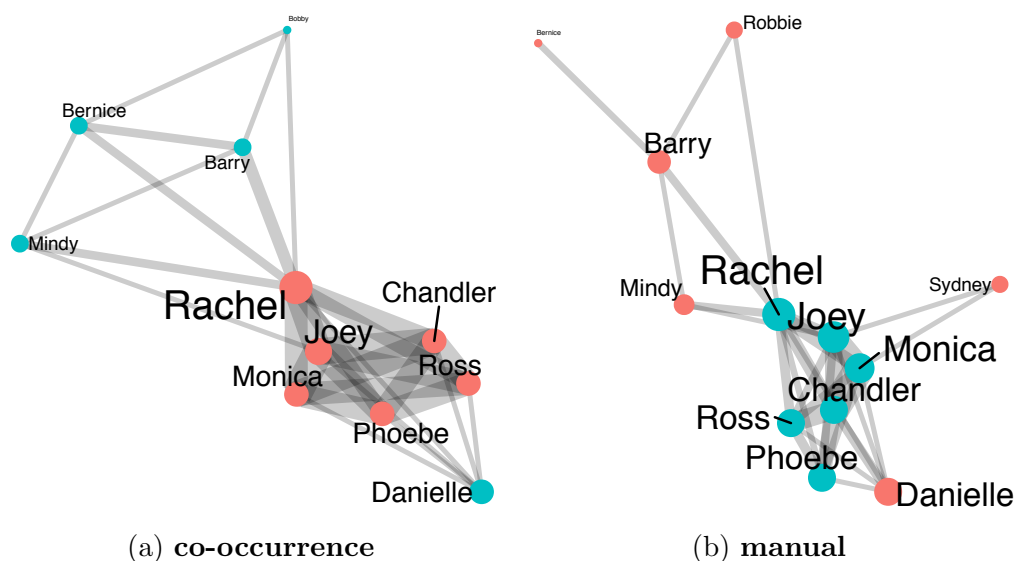 Bobby
Bernice
Barry
Mindy
Rachel
Chandler
Joey
Ross
Monica
Phoebe
Danielle
(a) co-occurrence
Robbie
Bernice
Barry
Rachel
Mindy
Sydney
Joey
Monica
Chandler
Ross
Phoebe
Danielle
(b) manual